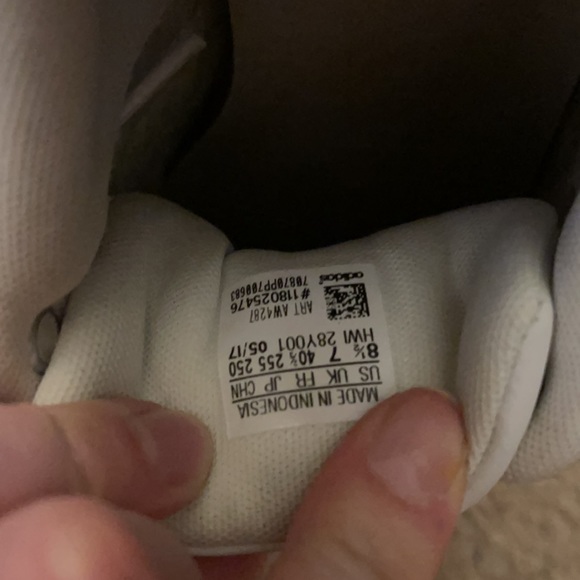 MADE IN INDONESIA
US UK FR JP CHN
8½ 7 40⅔ 255 250
HWI 28Y001 05/17
ART AW4287
#118025476
70870PP700683
adidas